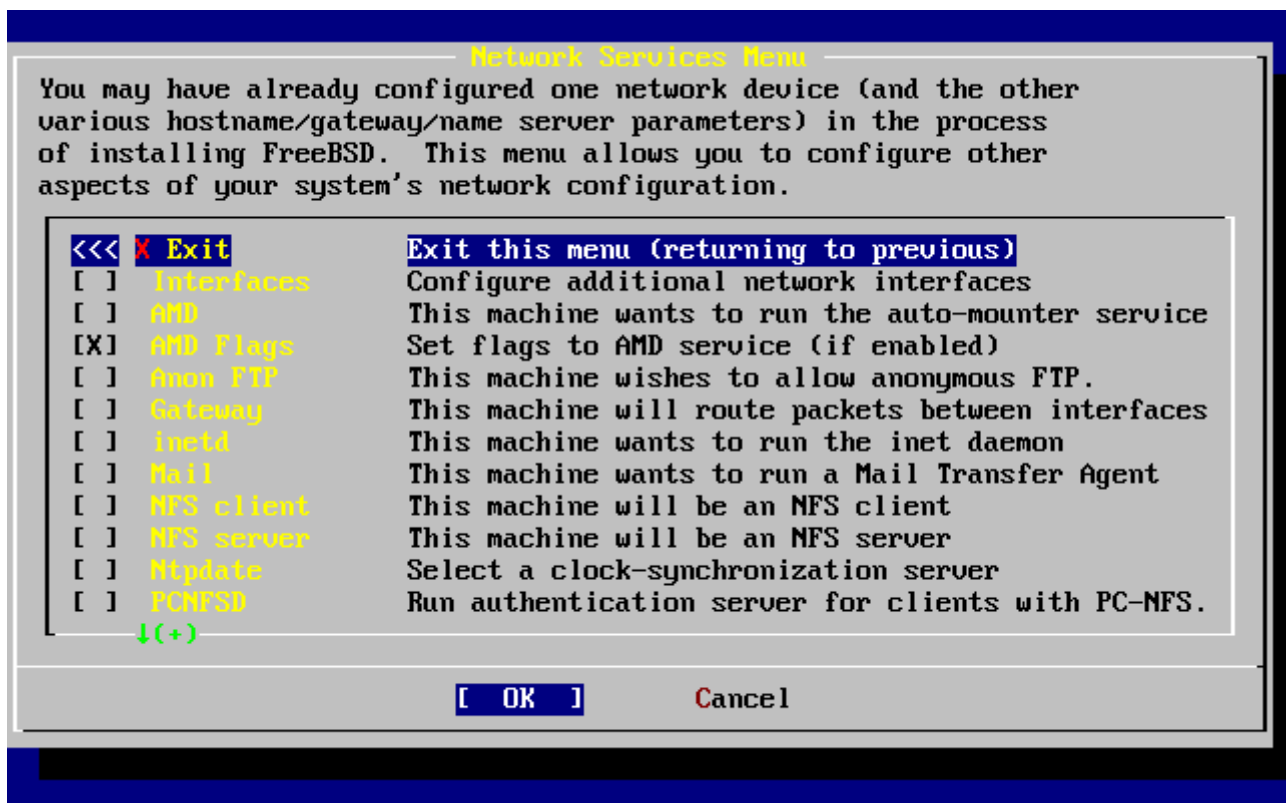 Network Services Menu
You may have already configured one network device (and the other
various hostname/gateway/name server parameters) in the process
of installing FreeBSD.  This menu allows you to configure other
aspects of your system's network configuration.
<<< X Exit Exit this menu (returning to previous)
[ ] Interfaces Configure additional network interfaces
[ ] AMD This machine wants to run the auto-mounter service
[X] AMD Flags Set flags to AMD service (if enabled)
[ ] Anon FTP This machine wishes to allow anonymous FTP.
[ ] Gateway This machine will route packets between interfaces
[ ] inetd This machine wants to run the inet daemon
[ ] Mail This machine wants to run a Mail Transfer Agent
[ ] NFS client This machine will be an NFS client
[ ] NFS server This machine will be an NFS server
[ ] Ntpdate Select a clock-synchronization server
[ ] PCNFSD Run authentication server for clients with PC-NFS.
↓(+)
[ OK ] Cancel